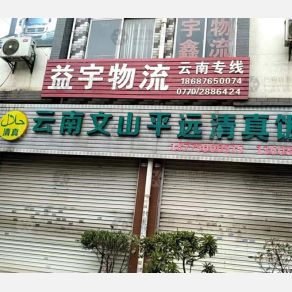 物流
宇鑫
益宇物流
云南专线
18687650074
0770/2886424
حلال
清真
云南文山平远清真饭